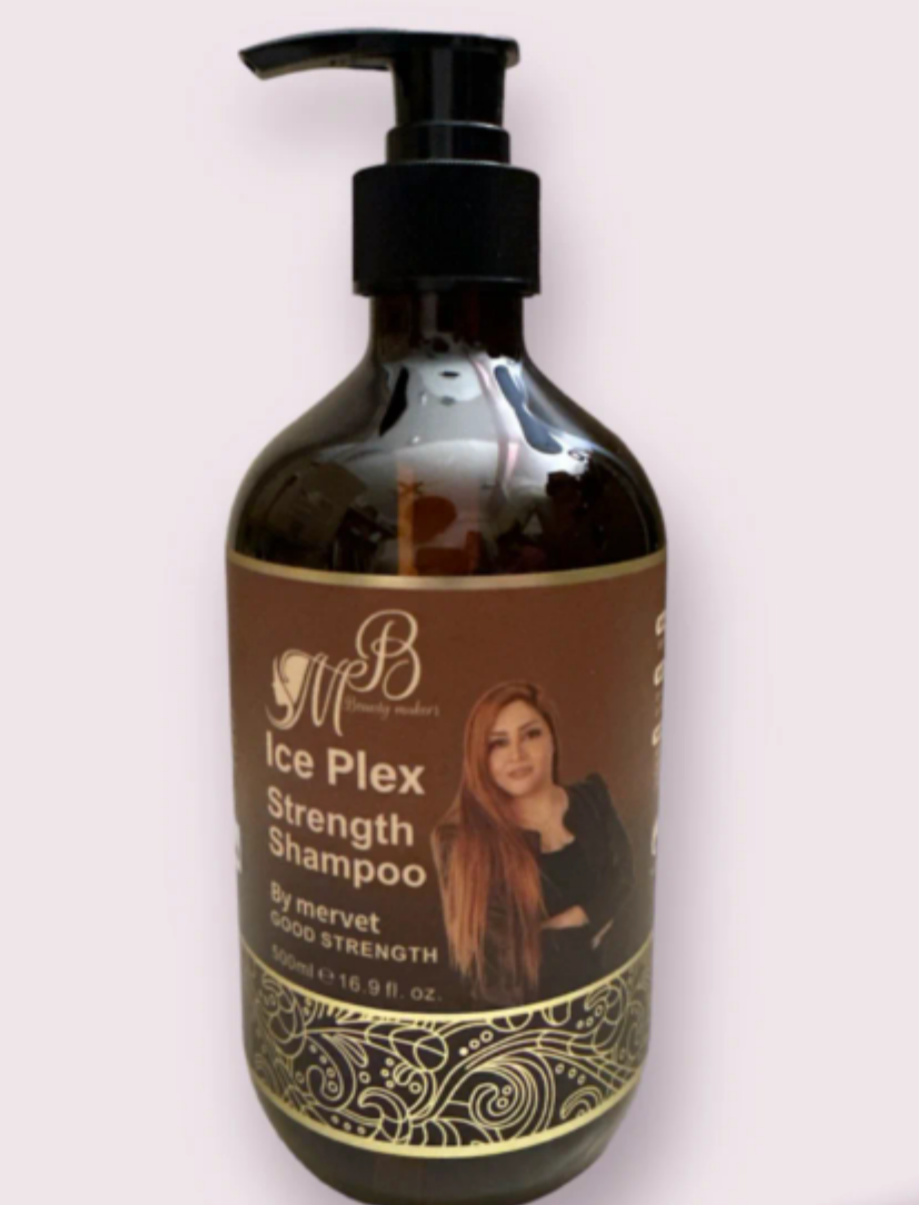 MB
Beauty maker's
Ice Plex
Strength
Shampoo
By mervet
GOOD STRENGTH
500ml ℮ 16.9 fl. oz.